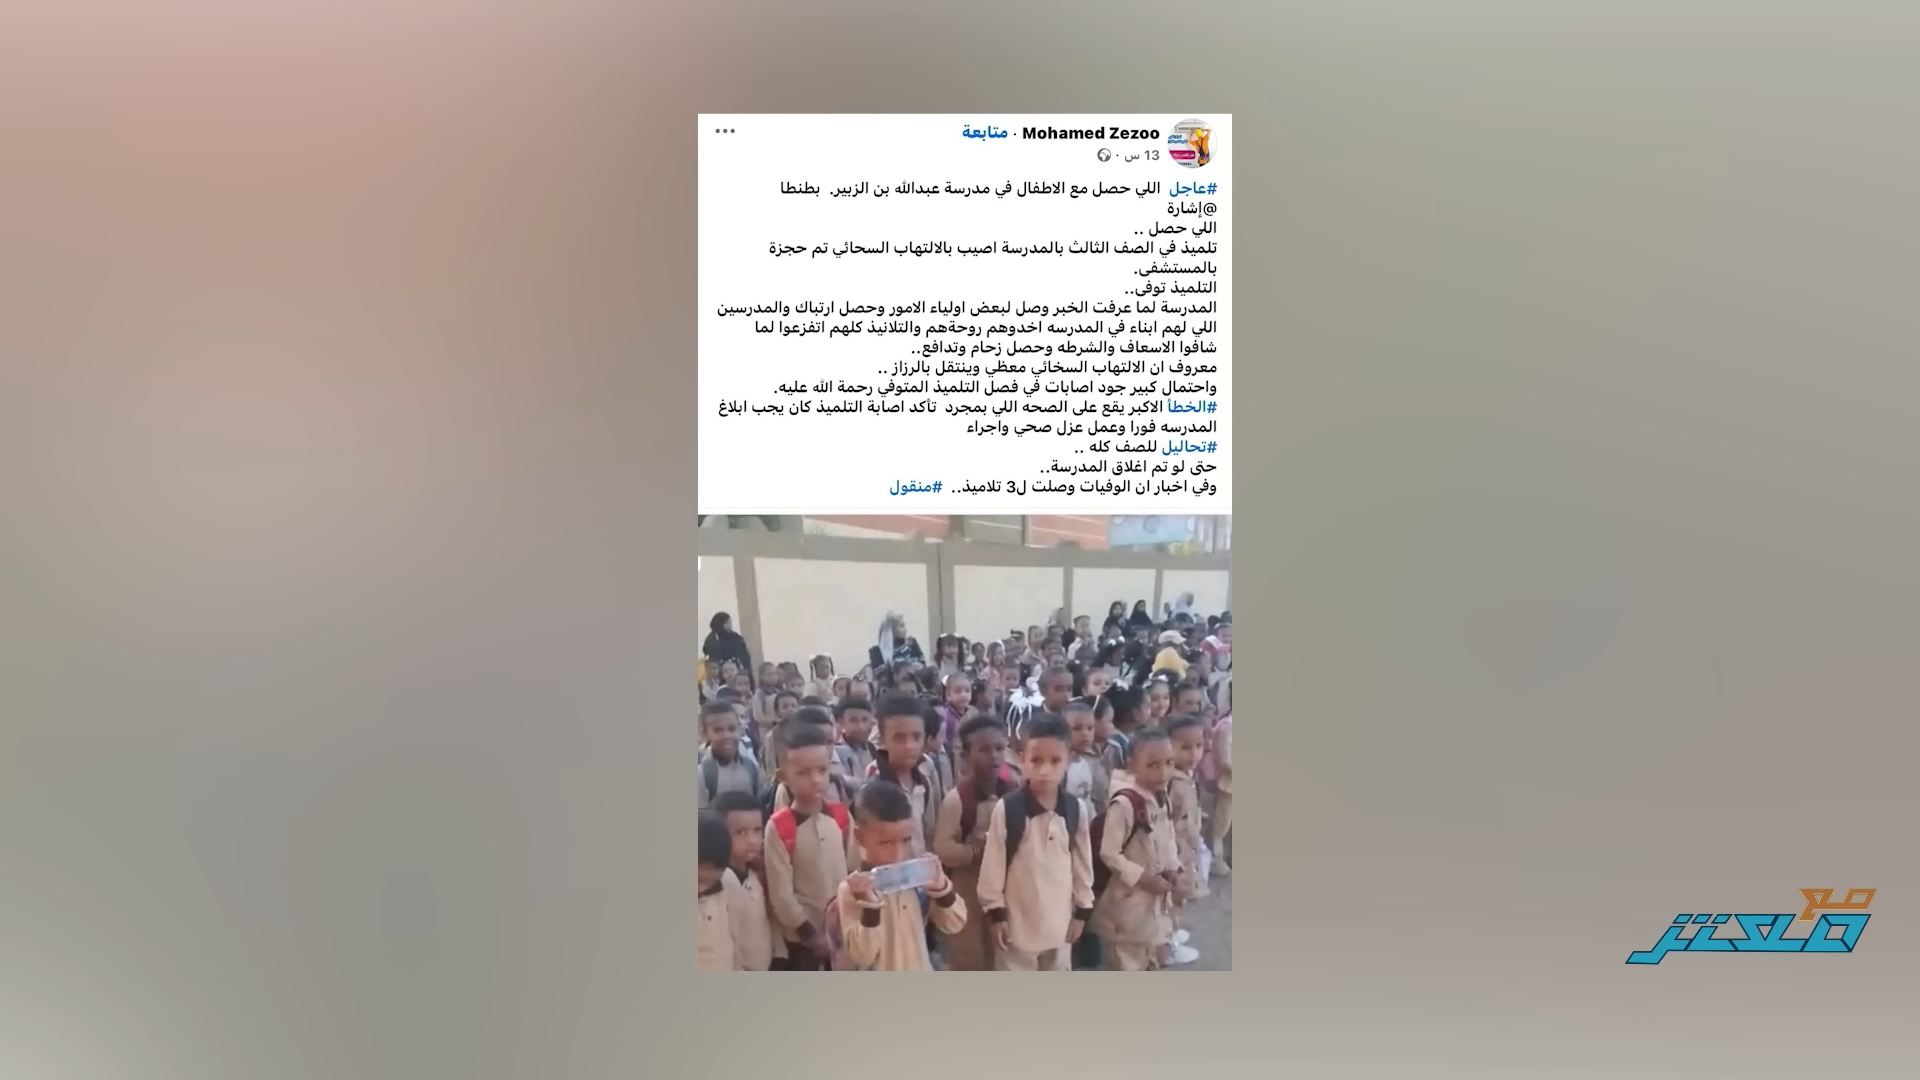 Mohamed Zezoo · متابعة
13 س ·
#عاجل اللي حصل مع الاطفال في مدرسة عبدالله بن الزبير. بطنطا
@إشارة
اللي حصل ..
تلميذ في الصف الثالث بالمدرسة اصيب بالالتهاب السحائي تم حجزة
بالمستشفى.
التلميذ توفى..
المدرسة لما عرفت الخبر وصل لبعض اولياء الامور وحصل ارتباك والمدرسين
اللي لهم ابناء في المدرسه اخدوهم روحةهم والتلانيذ كلهم اتفزعوا لما
شافوا الاسعاف والشرطه وحصل زحام وتدافع..
معروف ان الالتهاب السخائي معظي وينتقل بالرزاز ..
واحتمال كبير جود اصابات في فصل التلميذ المتوفي رحمة الله عليه.
#الخطأ الاكبر يقع على الصحه اللي بمجرد تأكد اصابة التلميذ كان يجب ابلاغ
المدرسه فورا وعمل عزل صحي واجراء
#تحاليل للصف كله ..
حتى لو تم اغلاق المدرسة..
وفي اخبار ان الوفيات وصلت ل3 تلاميذ.. #منقول
مع